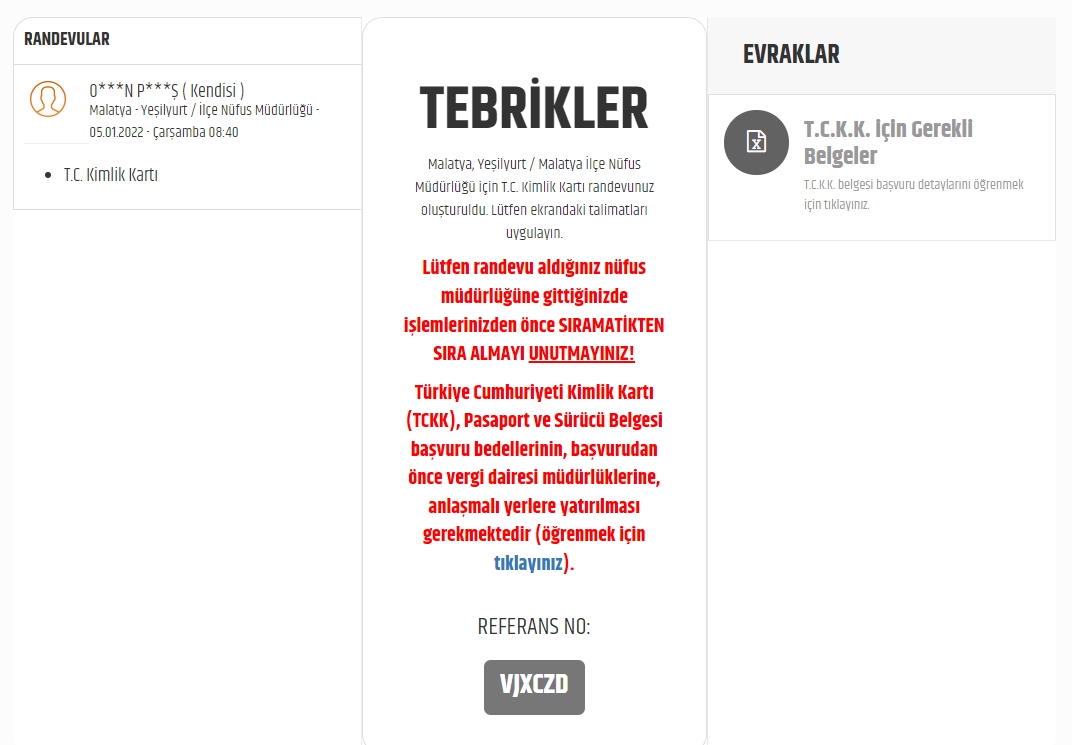 RANDEVULAR
O***N P***Ş ( Kendisi )
Malatya - Yeşilyurt / İlçe Nüfus Müdürlüğü -
05.01.2022 - Çarşamba 08:40
T.C. Kimlik Kartı
TEBRİKLER
Malatya, Yeşilyurt / Malatya İlçe Nüfus
Müdürlüğü için T.C. Kimlik Kartı randevunuz
oluşturuldu. Lütfen ekrandaki talimatları
uygulayın.
Lütfen randevu aldığınız nüfus
müdürlüğüne gittiğinizde
işlemlerinizden önce SIRAMATİKTEN
SIRA ALMAYI UNUTMAYINIZ!
Türkiye Cumhuriyeti Kimlik Kartı
(TCKK), Pasaport ve Sürücü Belgesi
başvuru bedellerinin, başvurudan
önce vergi dairesi müdürlüklerine,
anlaşmalı yerlere yatırılması
gerekmektedir (öğrenmek için
tıklayınız).
REFERANS NO:
VJXCZD
EVRAKLAR
T.C.K.K. İçin Gerekli
Belgeler
T.C.K.K. belgesi başvuru detaylarını öğrenmek
için tıklayınız.